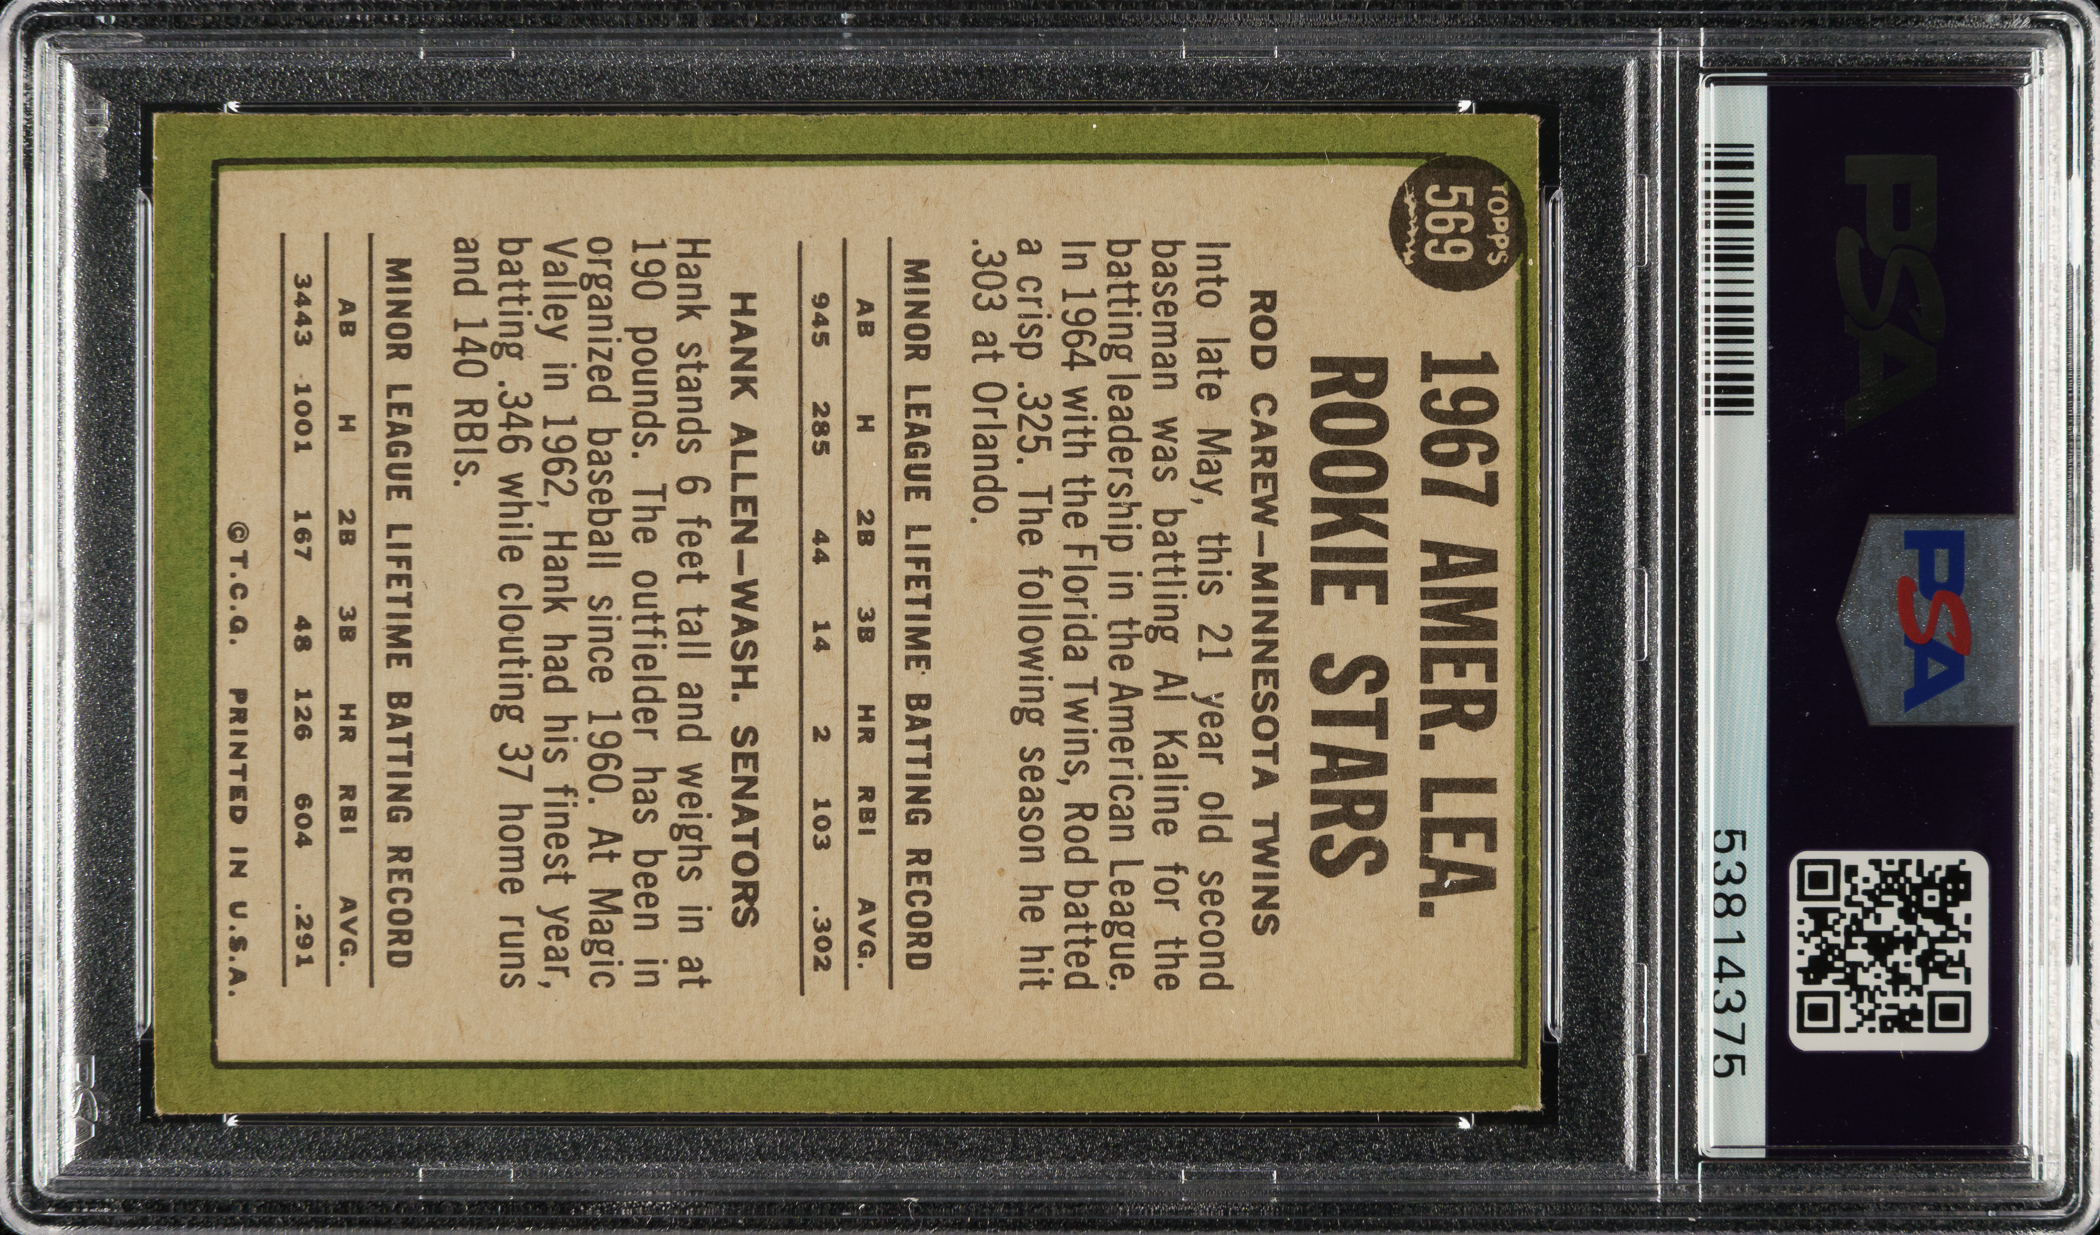 PSA
PSA
53814375
TOPPS
569
1967 AMER. LEA.
ROOKIE STARS
ROD CAREW—MINNESOTA TWINS
Into late May, this 21 year old second
baseman was battling Al Kaline for the
batting leadership in the American League.
In 1964 with the Florida Twins, Rod batted
a crisp .325. The following season he hit
.303 at Orlando.
MINOR LEAGUE LIFETIME BATTING RECORD
AB H 2B 3B HR RBI AVG.
945 285 44 14 2 103 .302
HANK ALLEN—WASH. SENATORS
Hank stands 6 feet tall and weighs in at
190 pounds. The outfielder has been in
organized baseball since 1960. At Magic
Valley in 1962, Hank had his finest year,
batting .346 while clouting 37 home runs
and 140 RBIs.
MINOR LEAGUE LIFETIME BATTING RECORD
AB H 2B 3B HR RBI AVG.
3443 1001 167 48 126 604 .291
©T.C.G. PRINTED IN U.S.A.